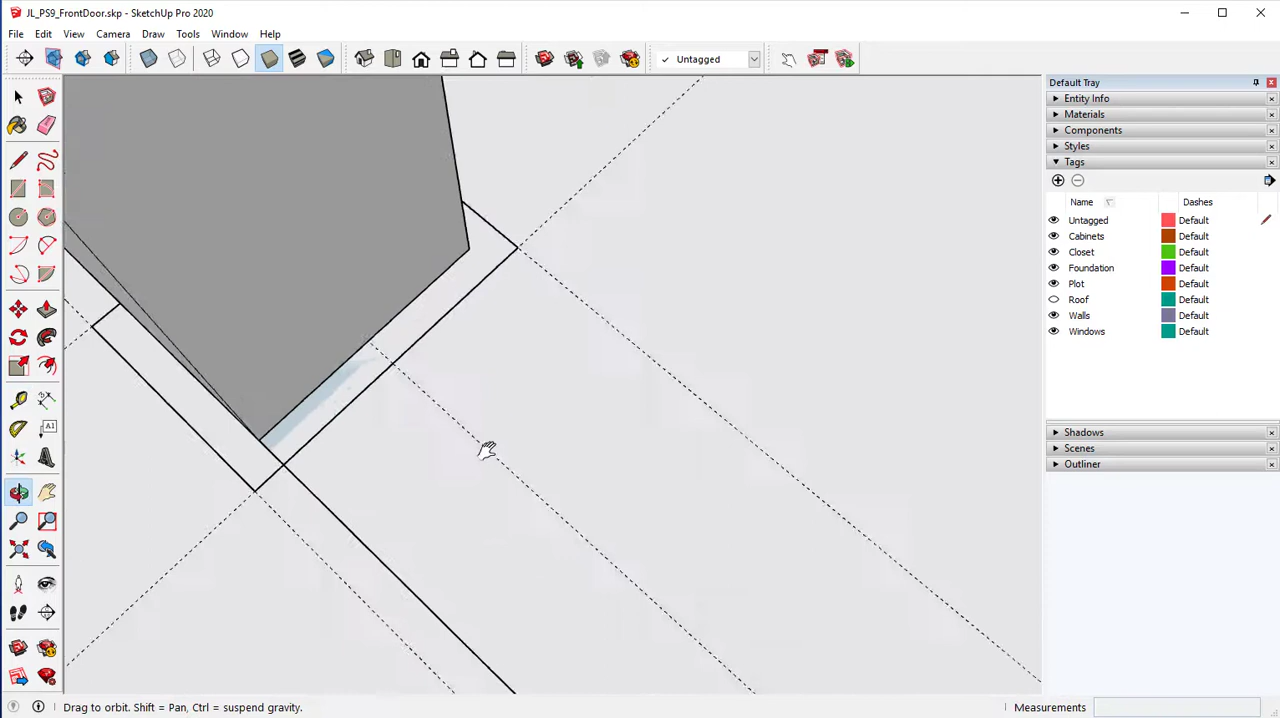 JL_PS9_FrontDoor.skp - SketchUp Pro 2020
File Edit View Camera Draw Tools Window Help
Untagged
Default Tray
Entity Info
Materials
Components
Styles
Tags
Name Dashes
Untagged Default
Cabinets Default
Closet Default
Foundation Default
Plot Default
Roof Default
Walls Default
Windows Default
Shadows
Scenes
Outliner
A1
Drag to orbit. Shift = Pan, Ctrl = suspend gravity.
Measurements